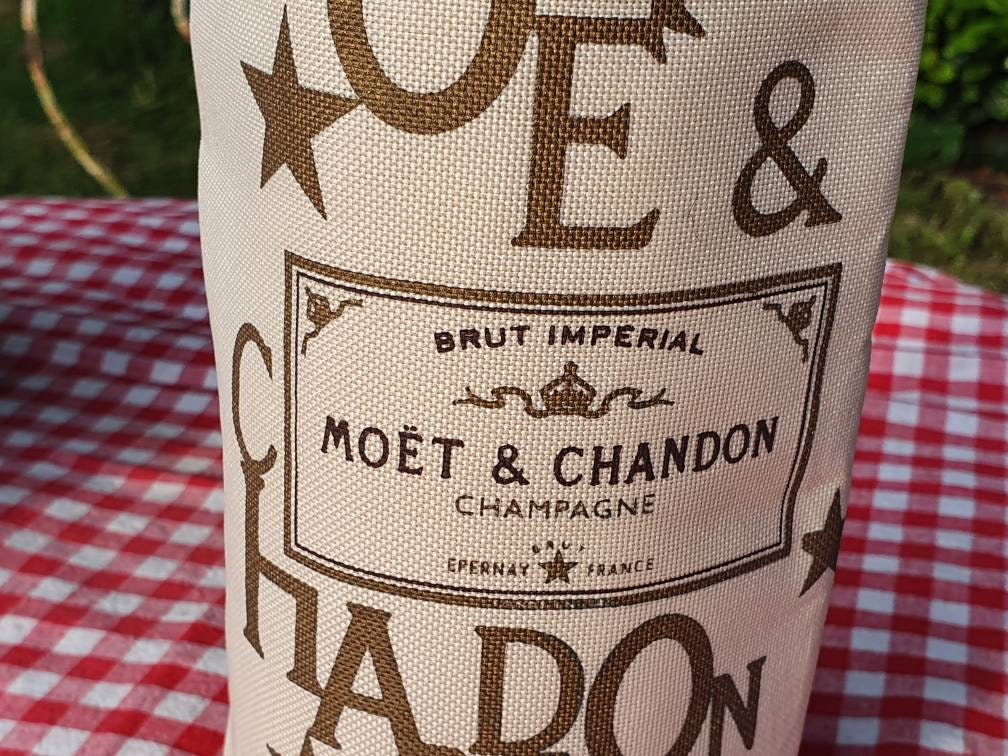 OE &
BRUT IMPERIAL
MOËT & CHANDON
CHAMPAGNE
BRUT
EPERNAY FRANCE
C
hADON